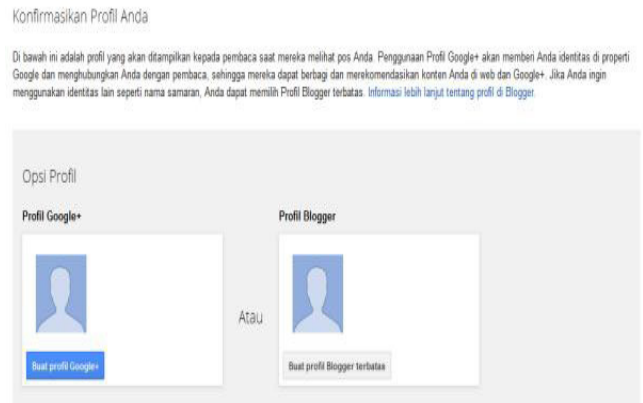 Konfirmasikan Profil Anda
Di bawah ini adalah profil yang akan ditampilkan kepada pembaca saat mereka melihat pos Anda. Penggunaan Profil Google+ akan memberi Anda identitas di properti
Google dan menghubungkan Anda dengan pembaca, sehingga mereka dapat berbagi dan merekomendasikan konten Anda di web dan Google+. Jika Anda ingin
menggunakan identitas lain seperti nama samaran, Anda dapat memilih Profil Blogger terbatas. Informasi lebih lanjut tentang profil di Blogger.
Opsi Profil
Profil Google+
Profil Blogger
Atau
Buat profil Google+
Buat profil Blogger terbatas